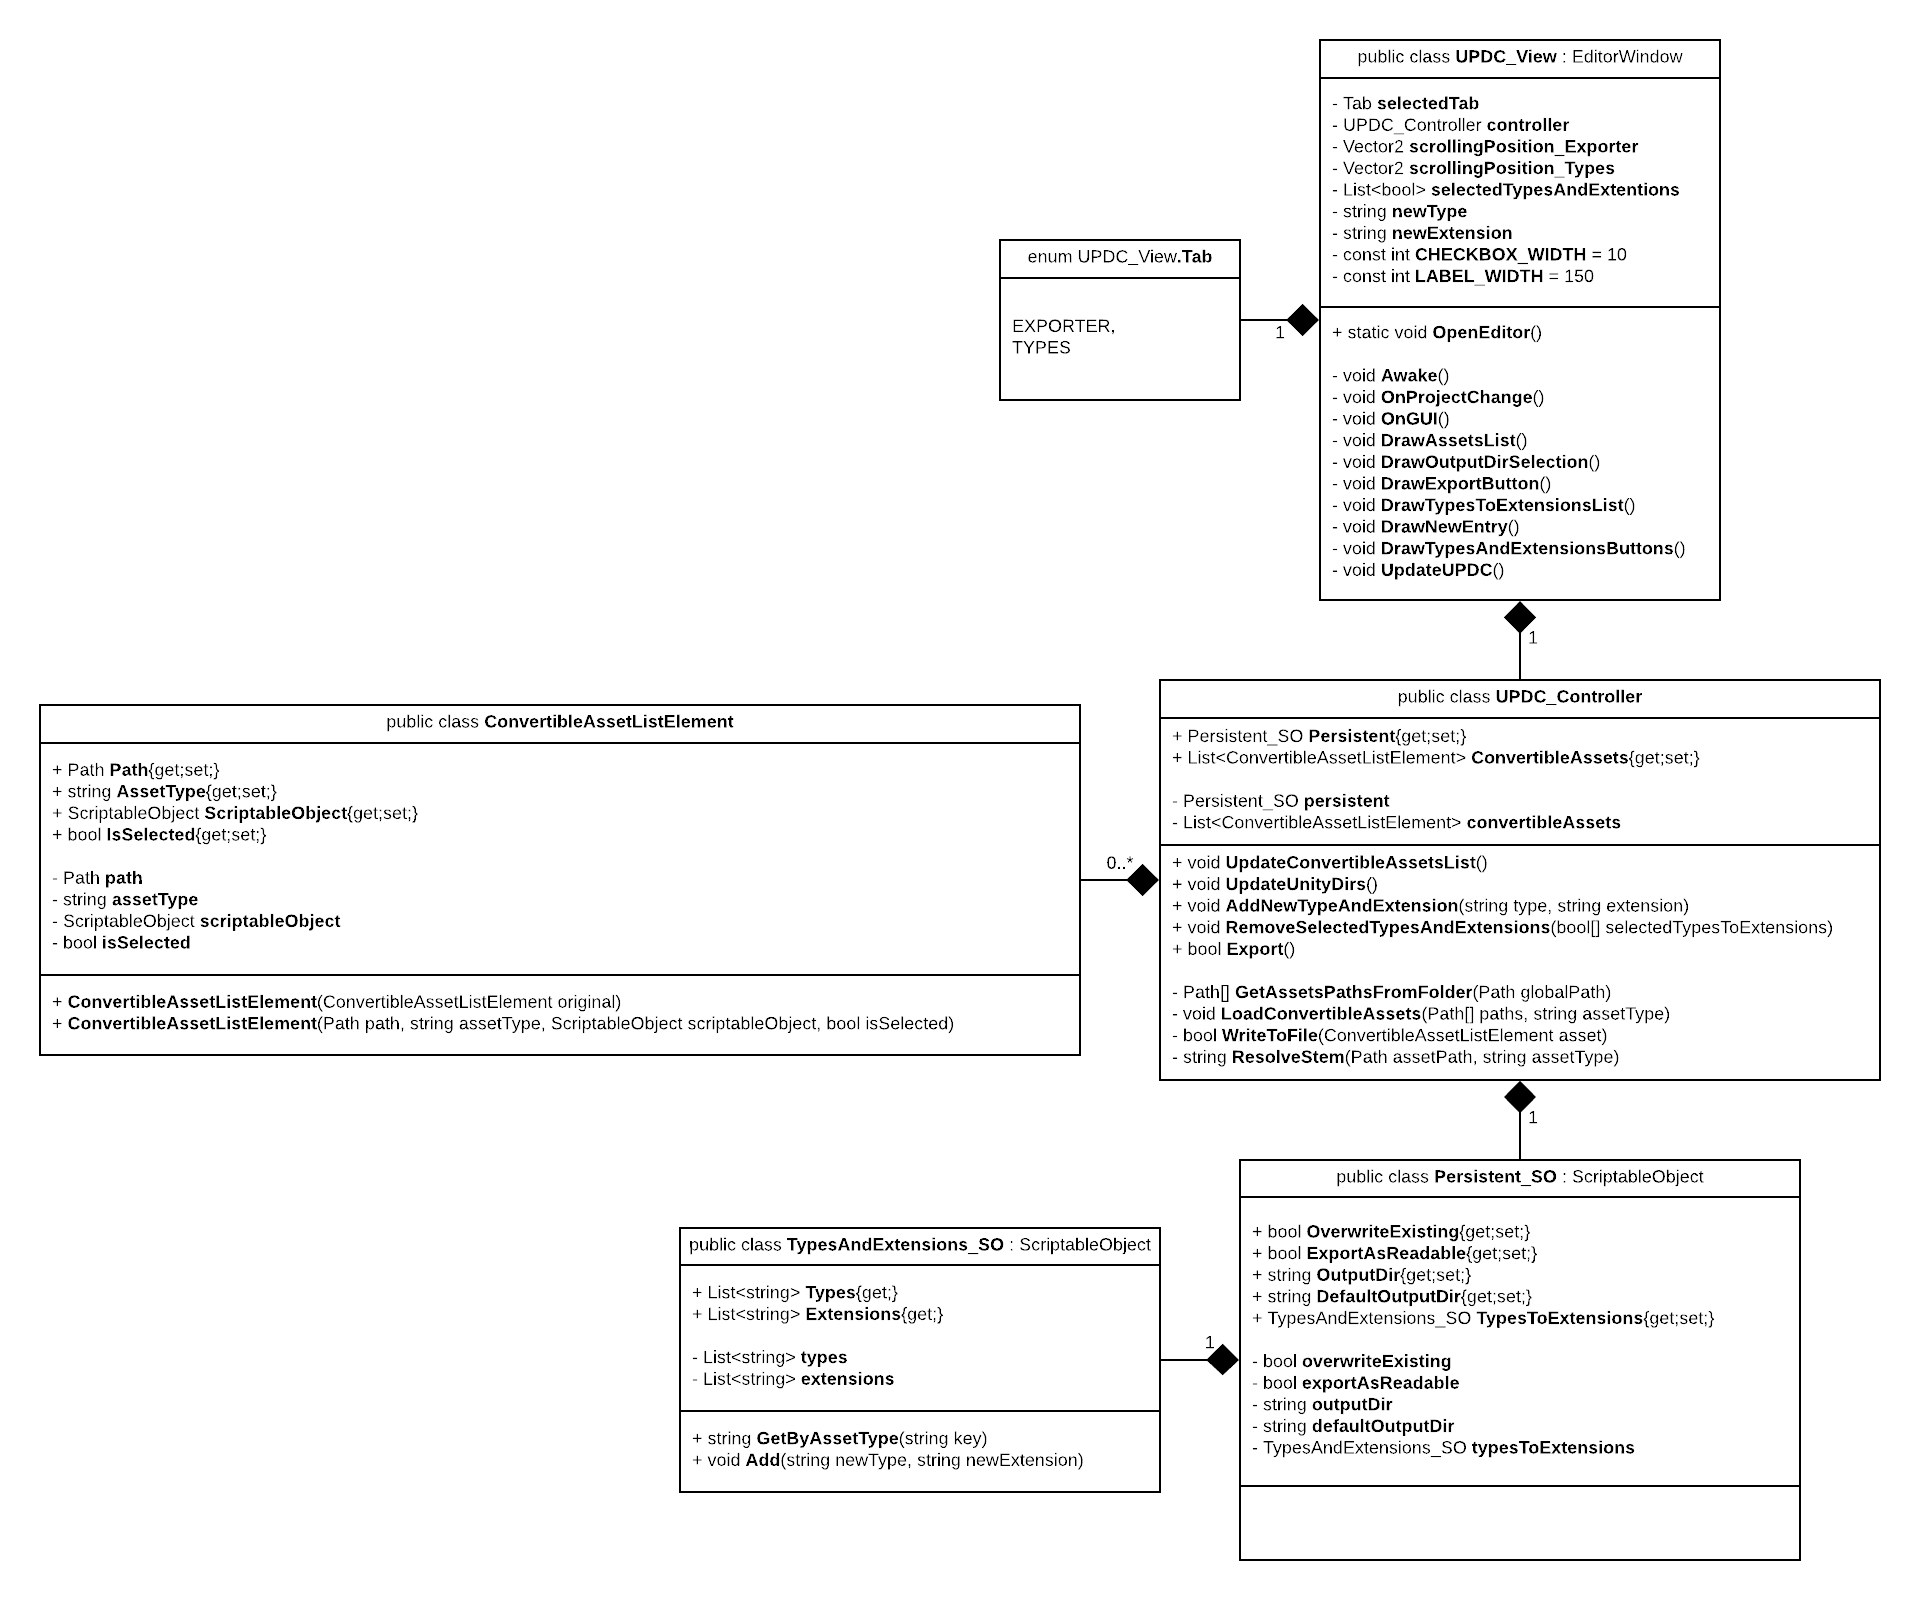 public class UPDC_View : EditorWindow
- Tab selectedTab
- UPDC_Controller controller
- Vector2 scrollingPosition_Exporter
- Vector2 scrollingPosition_Types
- List<bool> selectedTypesAndExtentions
- string newType
- string newExtension
- const int CHECKBOX_WIDTH = 10
- const int LABEL_WIDTH = 150
+ static void OpenEditor()
- void Awake()
- void OnProjectChange()
- void OnGUI()
- void DrawAssetsList()
- void DrawOutputDirSelection()
- void DrawExportButton()
- void DrawTypesToExtensionsList()
- void DrawNewEntry()
- void DrawTypesAndExtensionsButtons()
- void UpdateUPDC()
enum UPDC_View.Tab
EXPORTER,
TYPES
1
1
public class UPDC_Controller
+ Persistent_SO Persistent{get;set;}
+ List<ConvertibleAssetListElement> ConvertibleAssets{get;set;}
- Persistent_SO persistent
- List<ConvertibleAssetListElement> convertibleAssets
+ void UpdateConvertibleAssetsList()
+ void UpdateUnityDirs()
+ void AddNewTypeAndExtension(string type, string extension)
+ void RemoveSelectedTypesAndExtensions(bool[] selectedTypesToExtensions)
+ bool Export()
- Path[] GetAssetsPathsFromFolder(Path globalPath)
- void LoadConvertibleAssets(Path[] paths, string assetType)
- bool WriteToFile(ConvertibleAssetListElement asset)
- string ResolveStem(Path assetPath, string assetType)
public class ConvertibleAssetListElement
+ Path Path{get;set;}
+ string AssetType{get;set;}
+ ScriptableObject ScriptableObject{get;set;}
+ bool IsSelected{get;set;}
- Path path
- string assetType
- ScriptableObject scriptableObject
- bool isSelected
+ ConvertibleAssetListElement(ConvertibleAssetListElement original)
+ ConvertibleAssetListElement(Path path, string assetType, ScriptableObject scriptableObject, bool isSelected)
0..*
1
public class Persistent_SO : ScriptableObject
+ bool OverwriteExisting{get;set;}
+ bool ExportAsReadable{get;set;}
+ string OutputDir{get;set;}
+ string DefaultOutputDir{get;set;}
+ TypesAndExtensions_SO TypesToExtensions{get;set;}
- bool overwriteExisting
- bool exportAsReadable
- string outputDir
- string defaultOutputDir
- TypesAndExtensions_SO typesToExtensions
public class TypesAndExtensions_SO : ScriptableObject
+ List<string> Types{get;}
+ List<string> Extensions{get;}
- List<string> types
- List<string> extensions
+ string GetByAssetType(string key)
+ void Add(string newType, string newExtension)
1